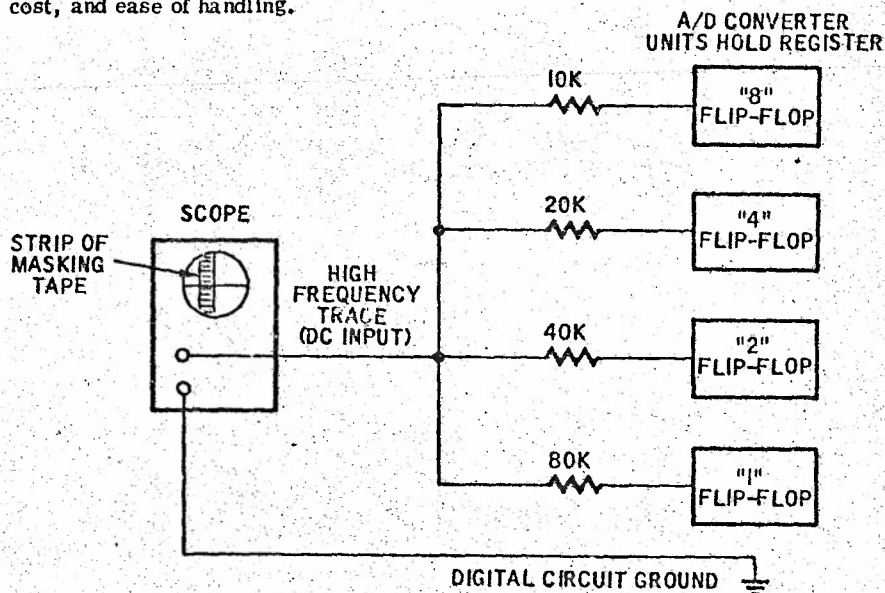 cost, and ease of handling.
A/D CONVERTER
UNITS HOLD REGISTER
10K
"8"
FLIP-FLOP
20K
"4"
FLIP-FLOP
SCOPE
STRIP OF
MASKING
TAPE
HIGH
FREQUENCY
TRACE
(DC INPUT)
40K
"2"
FLIP-FLOP
80K
"1"
FLIP-FLOP
DIGITAL CIRCUIT GROUND